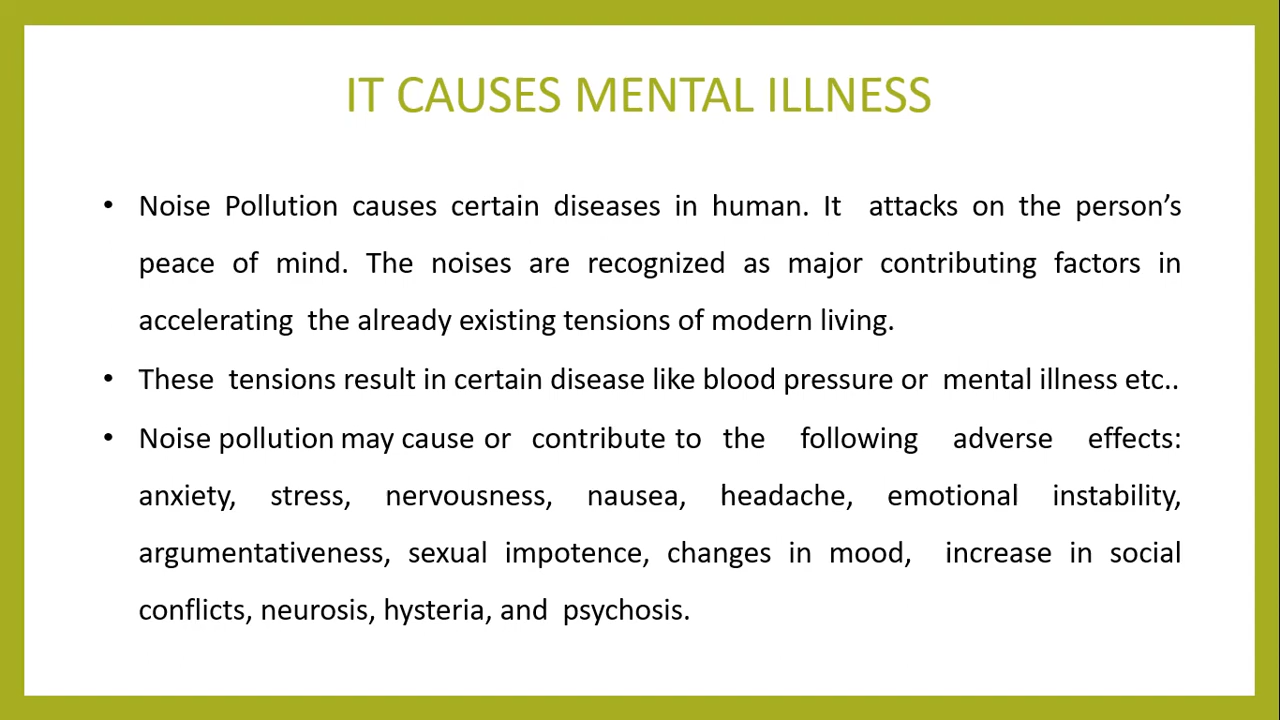 IT CAUSES MENTAL ILLNESS
• Noise Pollution causes certain diseases in human. It attacks on the person’s
peace of mind. The noises are recognized as major contributing factors in
accelerating the already existing tensions of modern living.
• These tensions result in certain disease like blood pressure or mental illness etc..
• Noise pollution may cause or contribute to the following adverse effects:
anxiety, stress, nervousness, nausea, headache, emotional instability,
argumentativeness, sexual impotence, changes in mood, increase in social
conflicts, neurosis, hysteria, and psychosis.